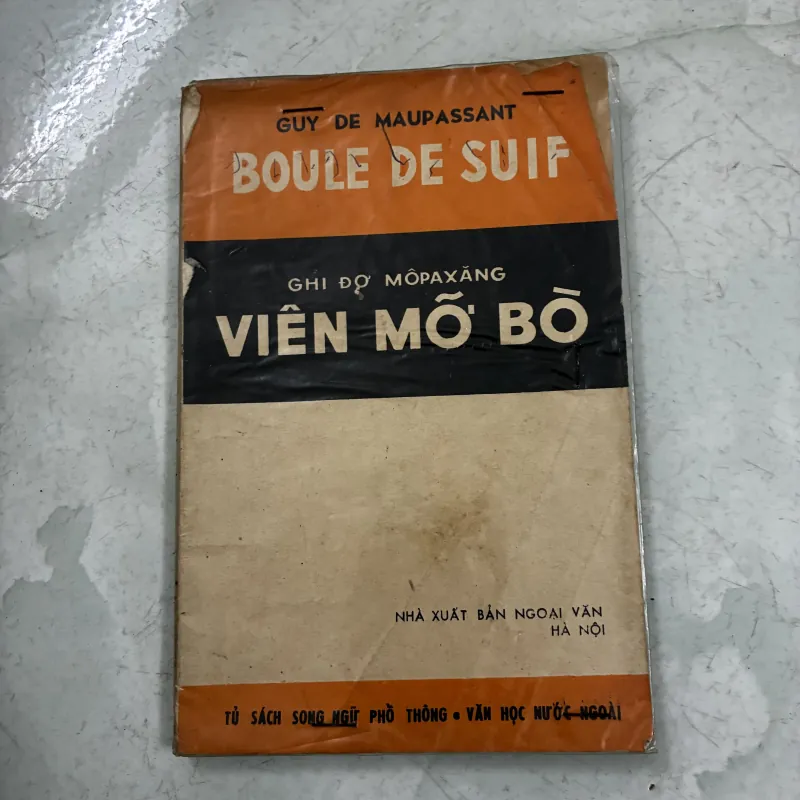 GUY DE MAUPASSANT
BOULE DE SUIF
GHI ĐƠ MÔPAXĂNG
VIÊN MỠ BÒ
NHÀ XUẤT BẢN NGOẠI VĂN
HÀ NỘI
TỦ SÁCH SONG NGỮ PHỔ THÔNG • VĂN HỌC NƯỚC NGOÀI